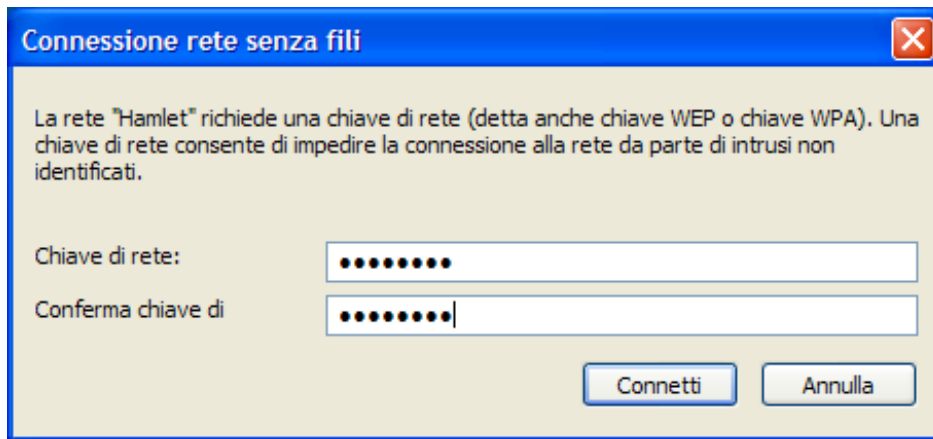 Connessione rete senza fili
La rete "Hamlet" richiede una chiave di rete (detta anche chiave WEP o chiave WPA). Una
chiave di rete consente di impedire la connessione alla rete da parte di intrusi non
identificati.
Chiave di rete: ●●●●●●●●
Conferma chiave di ●●●●●●●●
Connetti Annulla